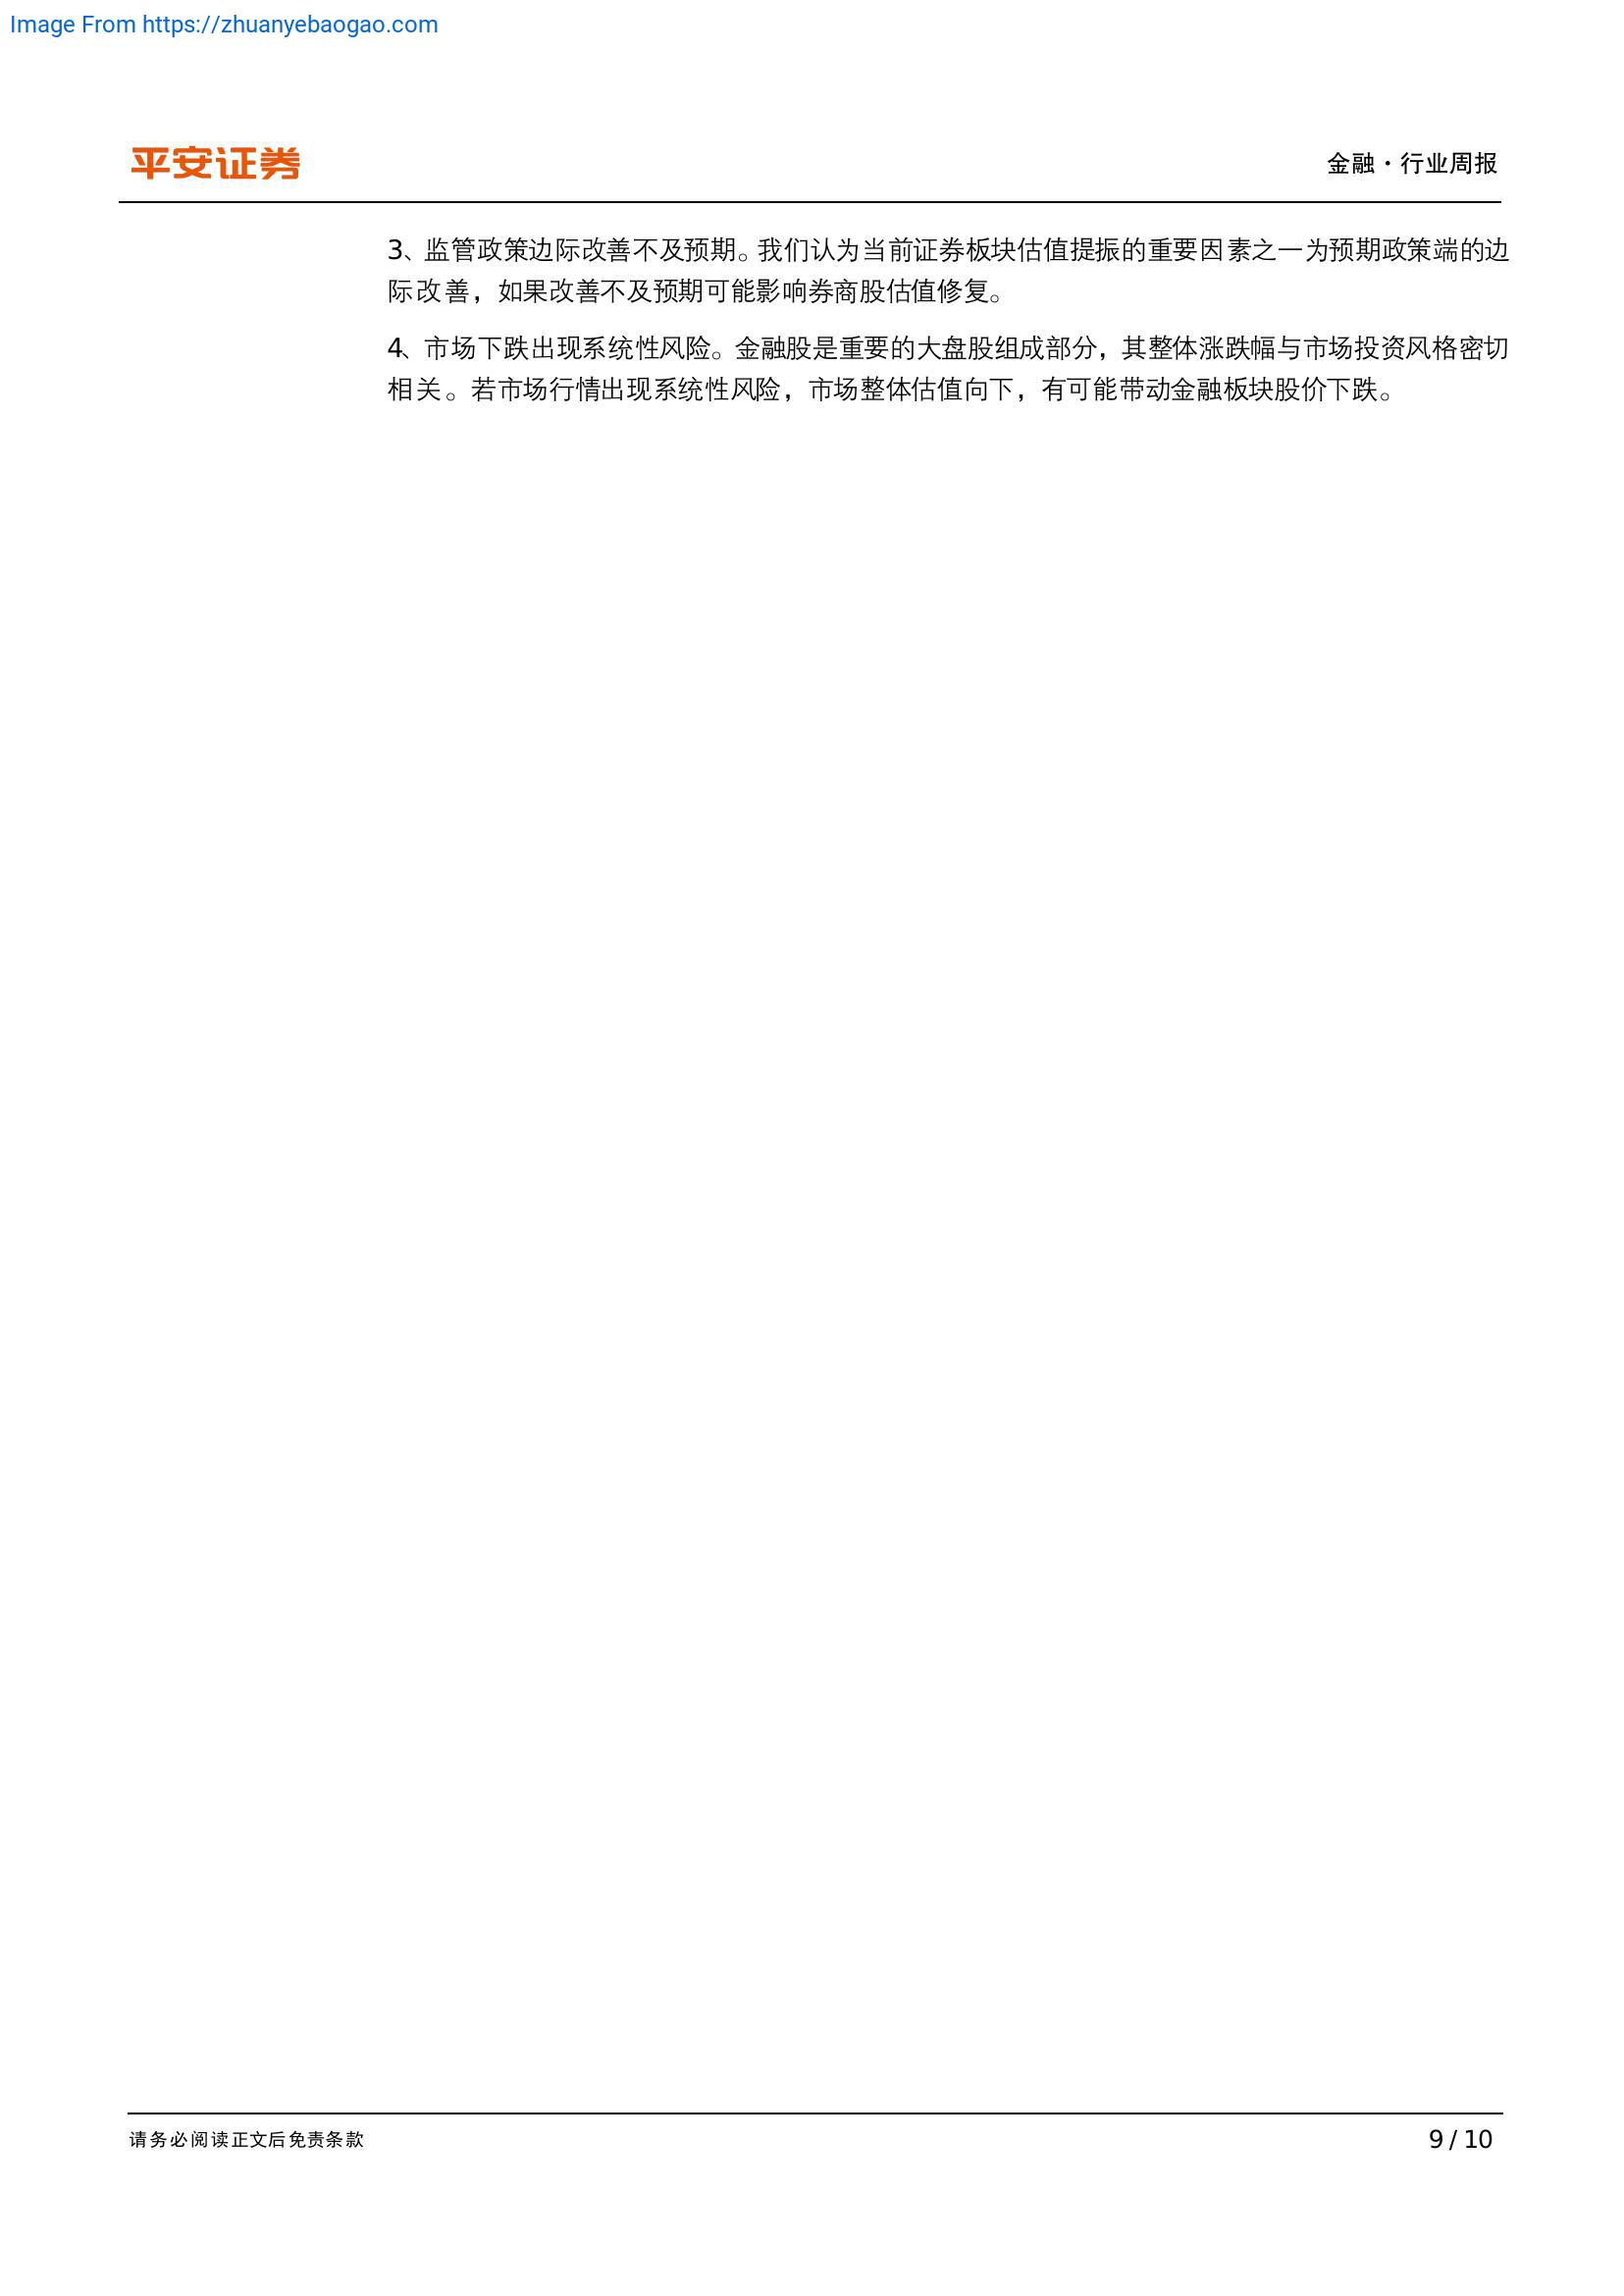 Image From https://zhuanyebaogao.com
平安证券
金融·行业周报
3、监管政策边际改善不及预期。我们认为当前证券板块估值提振的重要因素之一为预期政策端的边
际改善，如果改善不及预期可能影响券商股估值修复。
4、市场下跌出现系统性风险。金融股是重要的大盘股组成部分，其整体涨跌幅与市场投资风格密切
相关。若市场行情出现系统性风险，市场整体估值向下，有可能带动金融板块股价下跌。
请务必阅读正文后免责条款
9 / 10